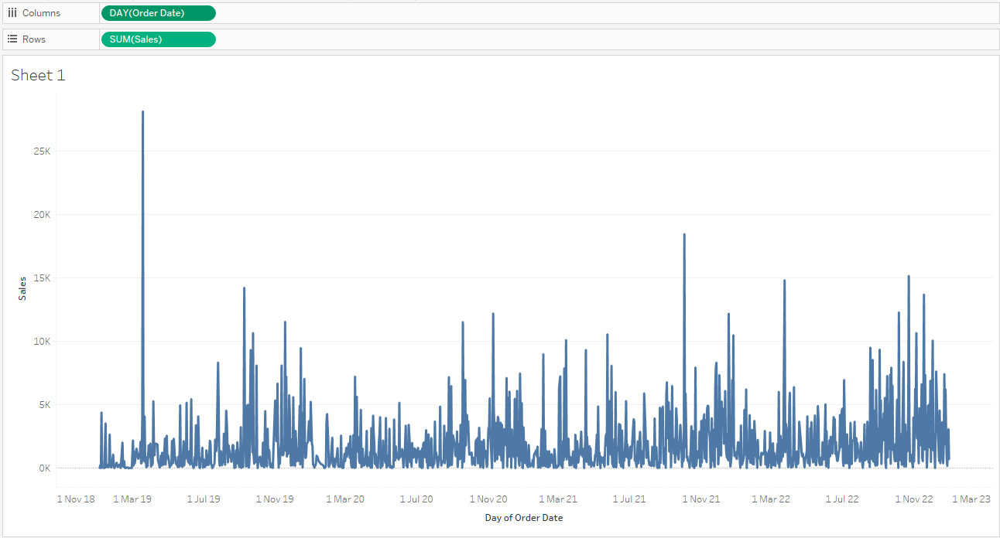 Columns DAY(Order Date)
Rows SUM(Sales)
Sheet 1
25K
20K
15K
10K
5K
0K
Sales
1 Nov 18 1 Mar 19 1 Jul 19 1 Nov 19 1 Mar 20 1 Jul 20 1 Nov 20 1 Mar 21 1 Jul 21 1 Nov 21 1 Mar 22 1 Jul 22 1 Nov 22 1 Mar 23
Day of Order Date